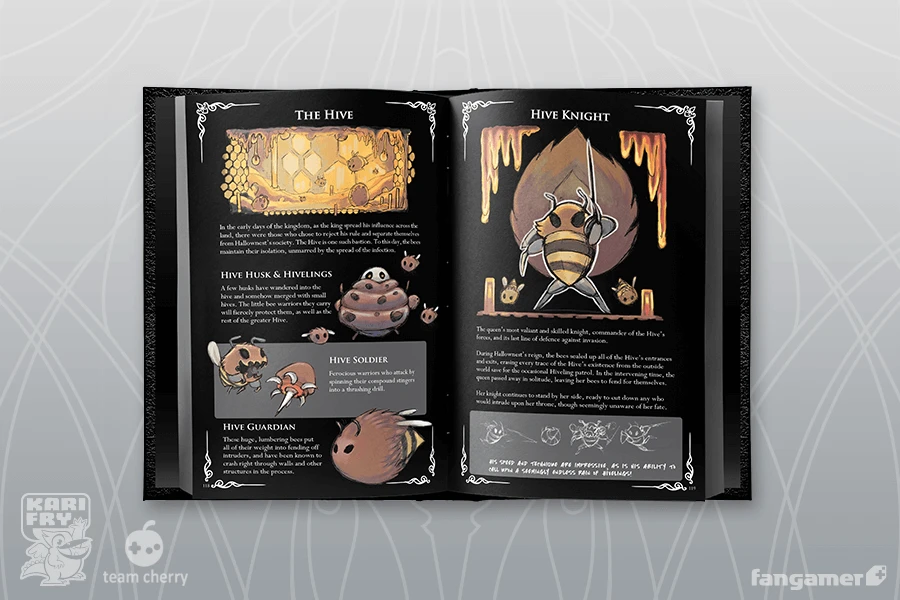 The Hive
In the early days of the kingdom, as the king spread his influence across the
land, there were those who chose to reject his rule and separate themselves
from Hallownest's society. The Hive is one such bastion. To this day, the bees
maintain their isolation, unmarred by the spread of the infection.
Hive Husk & Hivelings
A few husks have wandered into the
hive and somehow merged with small
hives. The little bee warriors they carry
will fiercely protect them, as well as the
rest of the greater Hive.
Hive Soldier
Ferocious warriors who attack by
spinning their compound stingers
into a thrashing drill.
Hive Guardian
These huge, lumbering bees put
all of their weight into fending off
intruders, and have been known to
crash right through walls and other
structures in the process.
118
Hive Knight
The queen's most valiant and skilled knight, commander of the Hive's
forces, and its last line of defence against invasion.
During Hallownest's reign, the bees sealed up all of the Hive's entrances
and exits, erasing every trace of the Hive's existence from the outside
world save for the occasional Hiveling patrol. In the intervening time, the
queen passed away in solitude, leaving her bees to fend for themselves.
Her knight continues to stand by her side, ready to cut down any who
would intrude upon her throne, though seemingly unaware of her fate.
His speed and technique are impressive, as is his ability to
call upon a seemingly endless army of Hivelings!
119
KARI
FRY
team cherry
fangamer